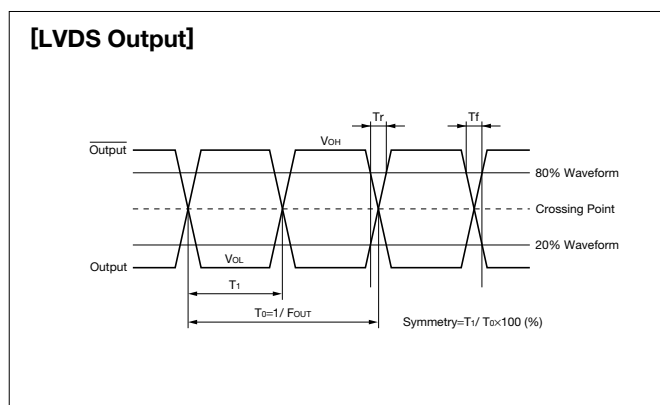 [LVDS Output]
Tr
Tf
Output
VOH
80% Waveform
Crossing Point
20% Waveform
Output
VOL
T1
T0=1/ FOUT
Symmetry=T1/ T0×100 (%)